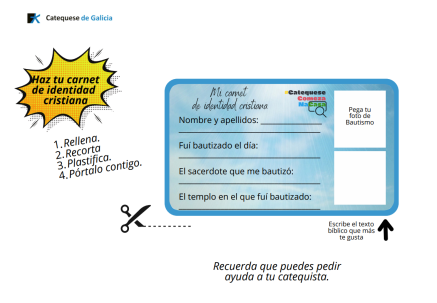 Catequese de Galicia
Haz tu carnet
de identidad
cristiana
1.Rellena.
2.Recorta
3.Plastifica.
4.Pórtalo contigo.
Mi carnet
de identidad cristiana
#Catequese
Comeza
NaCasa
Nombre y apellidos:
Fuí bautizado el día:
El sacerdote que me bautizó:
El templo en el que fuí bautizado:
Pega tu
foto de
Bautismo
Escribe el texto
bíblico que más
te gusta
Recuerda que puedes pedir
ayuda a tu catequista.